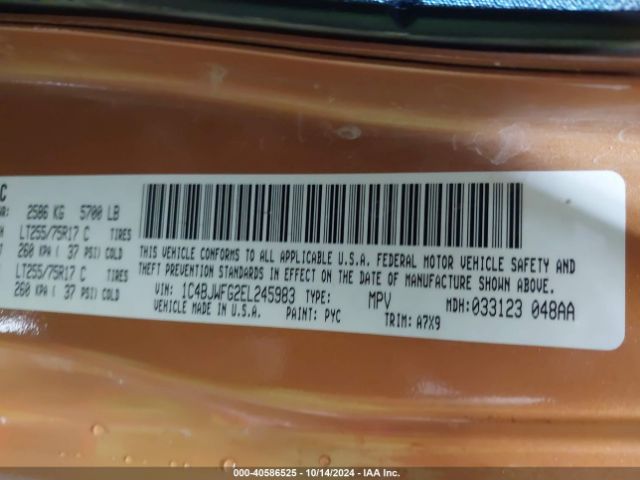 2586 KG 5700 LB
LT255/75R17 C TIRES
260 KPA ( 37 PSI) COLD
LT255/75R17 C TIRES
260 KPA ( 37 PSI) COLD
THIS VEHICLE CONFORMS TO ALL APPLICABLE U.S.A. FEDERAL MOTOR VEHICLE SAFETY AND
THEFT PREVENTION STANDARDS IN EFFECT ON THE DATE OF MANUFACTURE SHOWN ABOVE.
VIN: 1C4BJWFG2EL245983 TYPE: MPV MDH:033123 048AA
VEHICLE MADE IN U.S.A. PAINT: PYC TRIM: A7X9
000-40586525 | 10/14/2024 | IAA Inc.